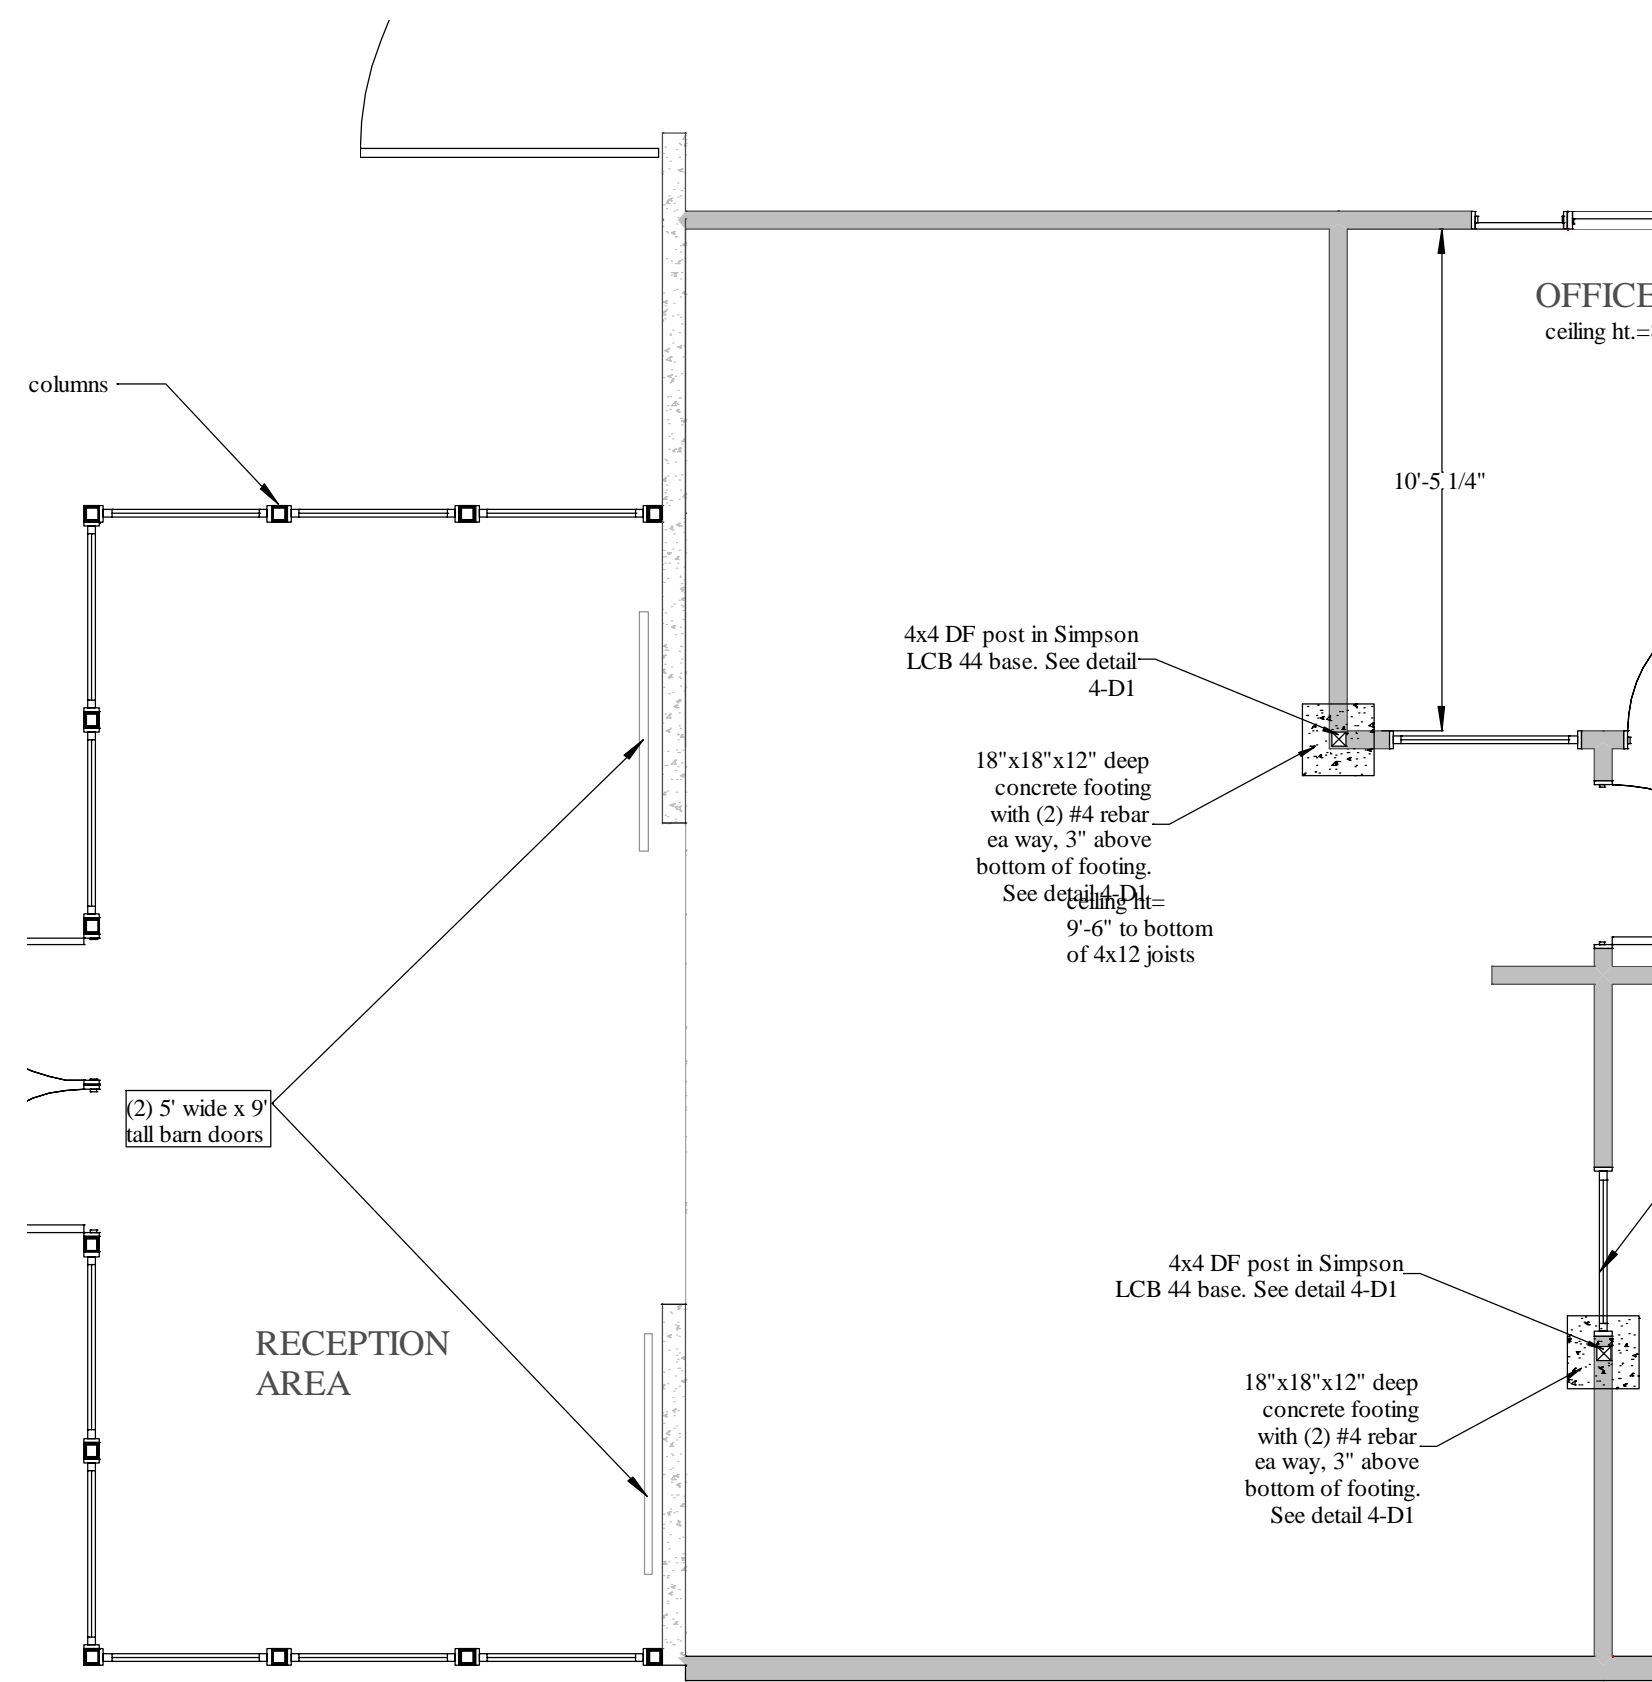 OFFICE
ceiling ht.=
columns
10'-5 1/4"
4x4 DF post in Simpson
LCB 44 base. See detail
4-D1
18"x18"x12" deep
concrete footing
with (2) #4 rebar
ea way, 3" above
bottom of footing.
See detail 4-D1
ceiling ht=
9'-6" to bottom
of 4x12 joists
(2) 5' wide x 9'
tall barn doors
4x4 DF post in Simpson
LCB 44 base. See detail 4-D1
RECEPTION
AREA
18"x18"x12" deep
concrete footing
with (2) #4 rebar
ea way, 3" above
bottom of footing.
See detail 4-D1